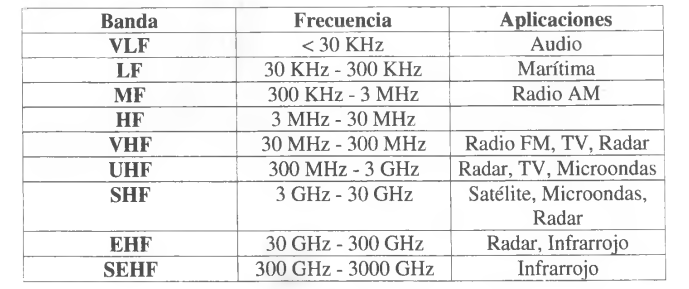 Banda Frecuencia Aplicaciones
VLF < 30 KHz Audio
LF 30 KHz - 300 KHz Marítima
MF 300 KHz - 3 MHz Radio AM
HF 3 MHz - 30 MHz
VHF 30 MHz - 300 MHz Radio FM, TV, Radar
UHF 300 MHz - 3 GHz Radar, TV, Microondas
SHF 3 GHz - 30 GHz Satélite, Microondas,
Radar
EHF 30 GHz - 300 GHz Radar, Infrarrojo
SEHF 300 GHz - 3000 GHz Infrarrojo